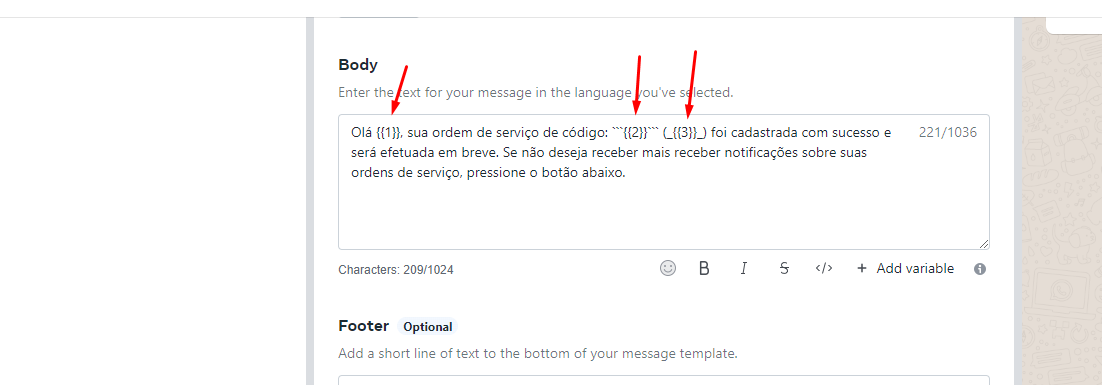 Body
Enter the text for your message in the language you've selected.
Olá {{1}}, sua ordem de serviço de código: ```{{2}}``` (_{{3}}_) foi cadastrada com sucesso e
221/1036
será efetuada em breve. Se não deseja receber mais receber notificações sobre suas
ordens de serviço, pressione o botão abaixo.
Characters: 209/1024
B I S </> + Add variable
Footer Optional
Add a short line of text to the bottom of your message template.